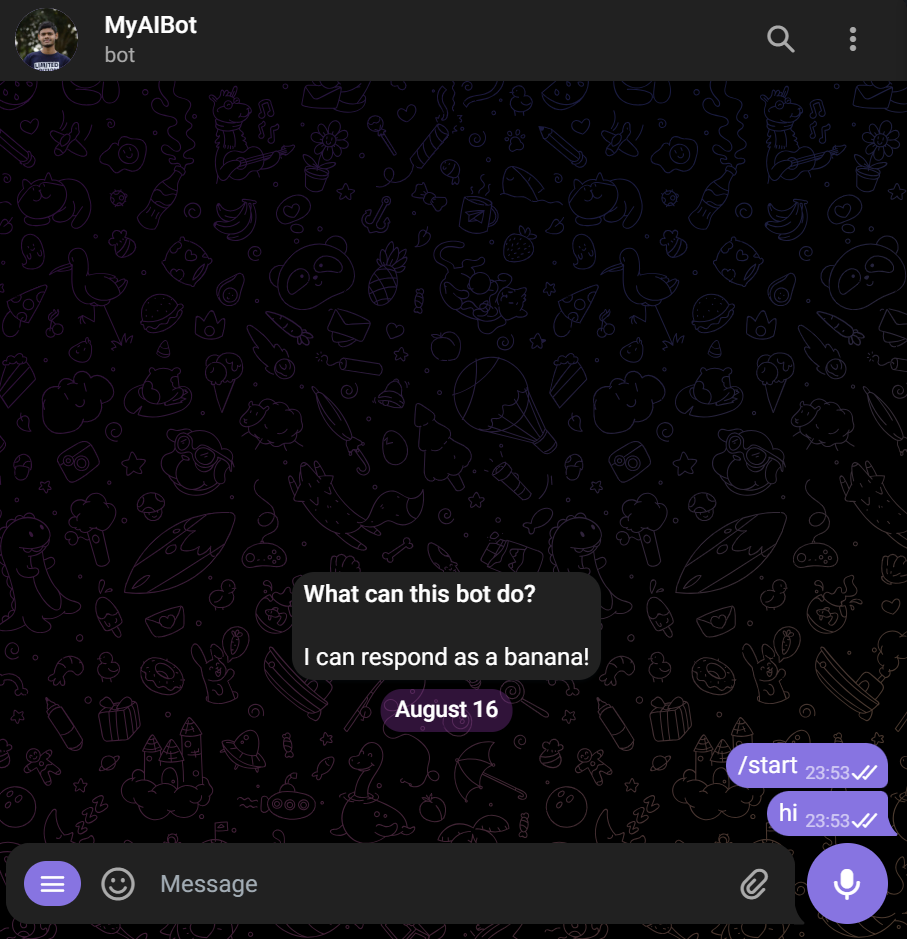 MyAIBot
bot
LIMITED
What can this bot do?
I can respond as a banana!
August 16
/start 23:53
hi 23:53
Message